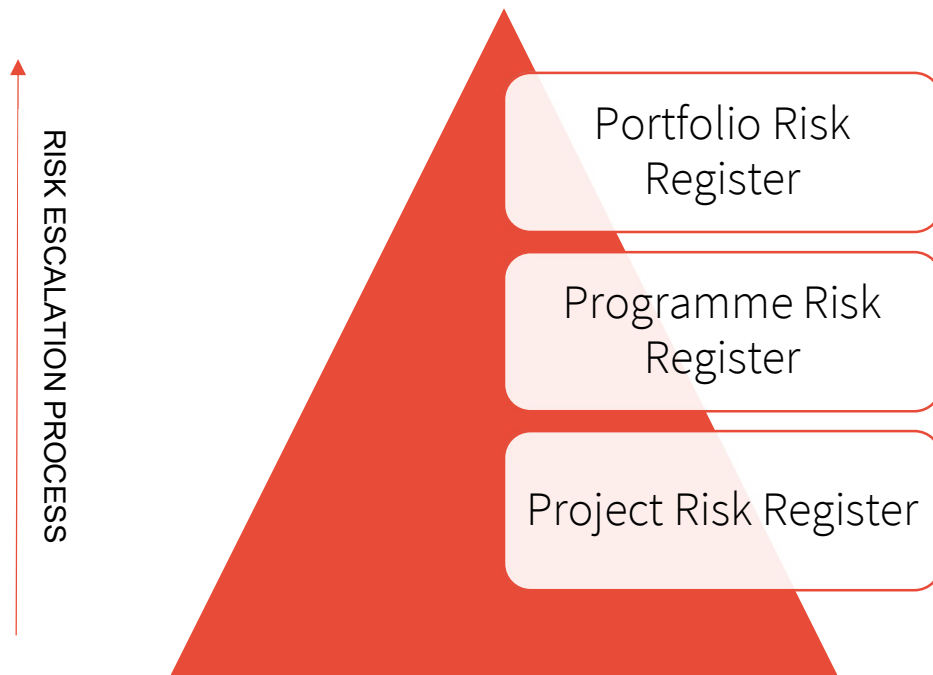 RISK ESCALATION PROCESS
Portfolio Risk
Register
Programme Risk
Register
Project Risk Register